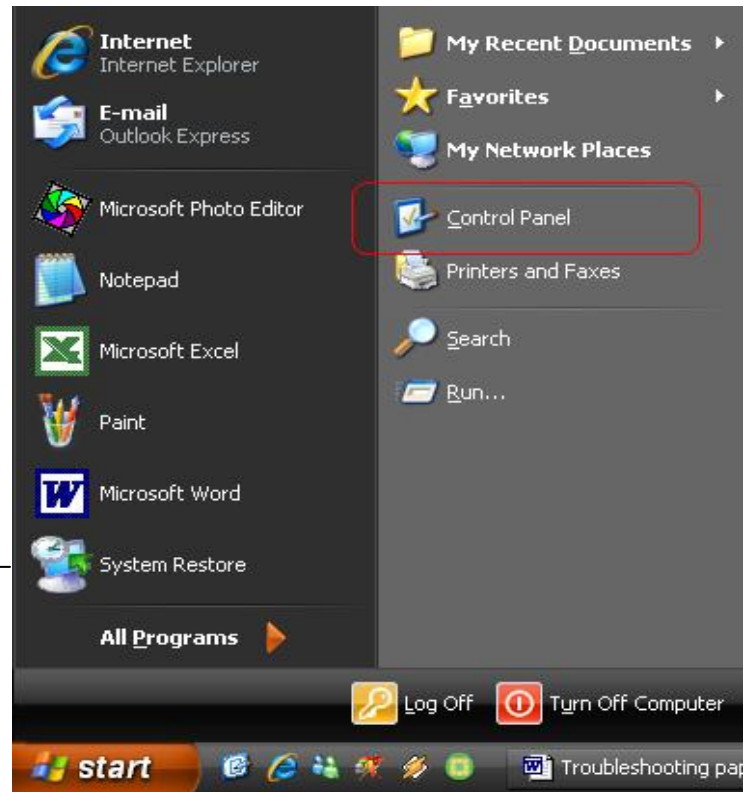 Internet
Internet Explorer
E-mail
Outlook Express
Microsoft Photo Editor
Notepad
Microsoft Excel
Paint
Microsoft Word
System Restore
All Programs
My Recent Documents
Favorites
My Network Places
Control Panel
Printers and Faxes
Search
Run...
Log Off
Turn Off Computer
start
Troubleshooting pap